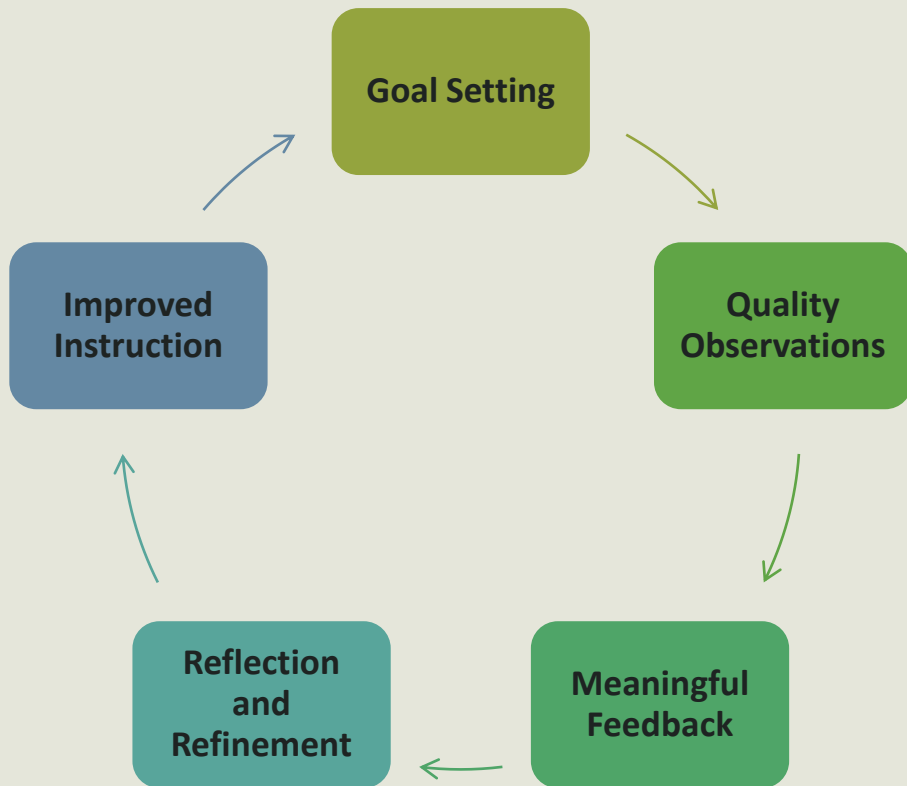 Goal Setting
Quality
Observations
Meaningful
Feedback
Reflection
and
Refinement
Improved
Instruction